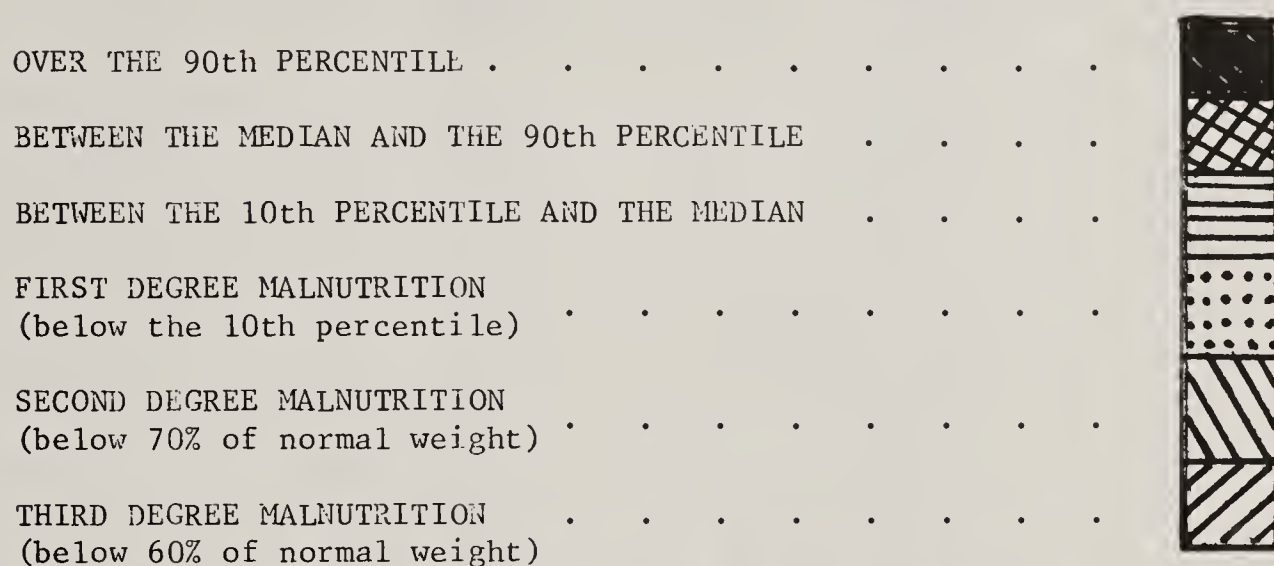 OVER THE 90th PERCENTILE . . . . . . . . .
BETWEEN THE MEDIAN AND THE 90th PERCENTILE . . . .
BETWEEN THE 10th PERCENTILE AND THE MEDIAN . . . .
FIRST DEGREE MALNUTRITION
(below the 10th percentile) . . . . . . . .
SECOND DEGREE MALNUTRITION
(below 70% of normal weight) . . . . . . . .
THIRD DEGREE MALNUTRITION . . . . . . . .
(below 60% of normal weight)